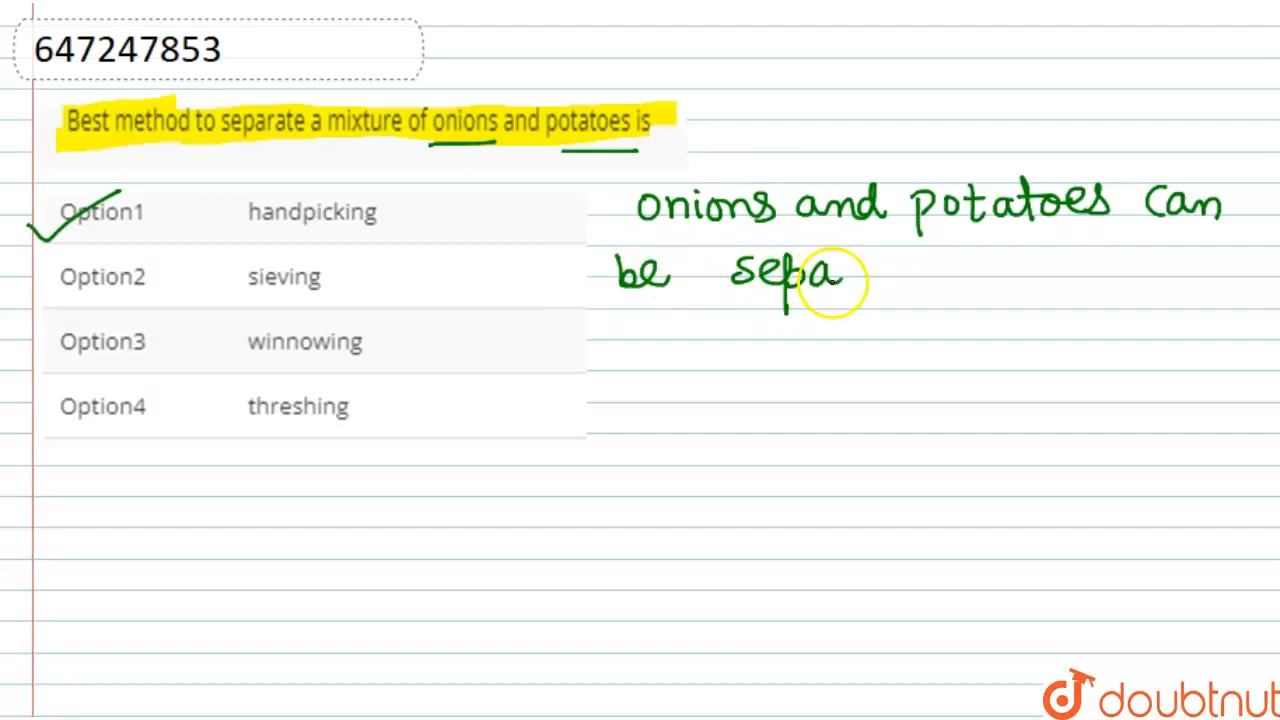 647247853
Best method to separate a mixture of onions and potatoes is
Option1 handpicking
Option2 sieving
Option3 winnowing
Option4 threshing
onions and potatoes can
be sepa
doubtnut